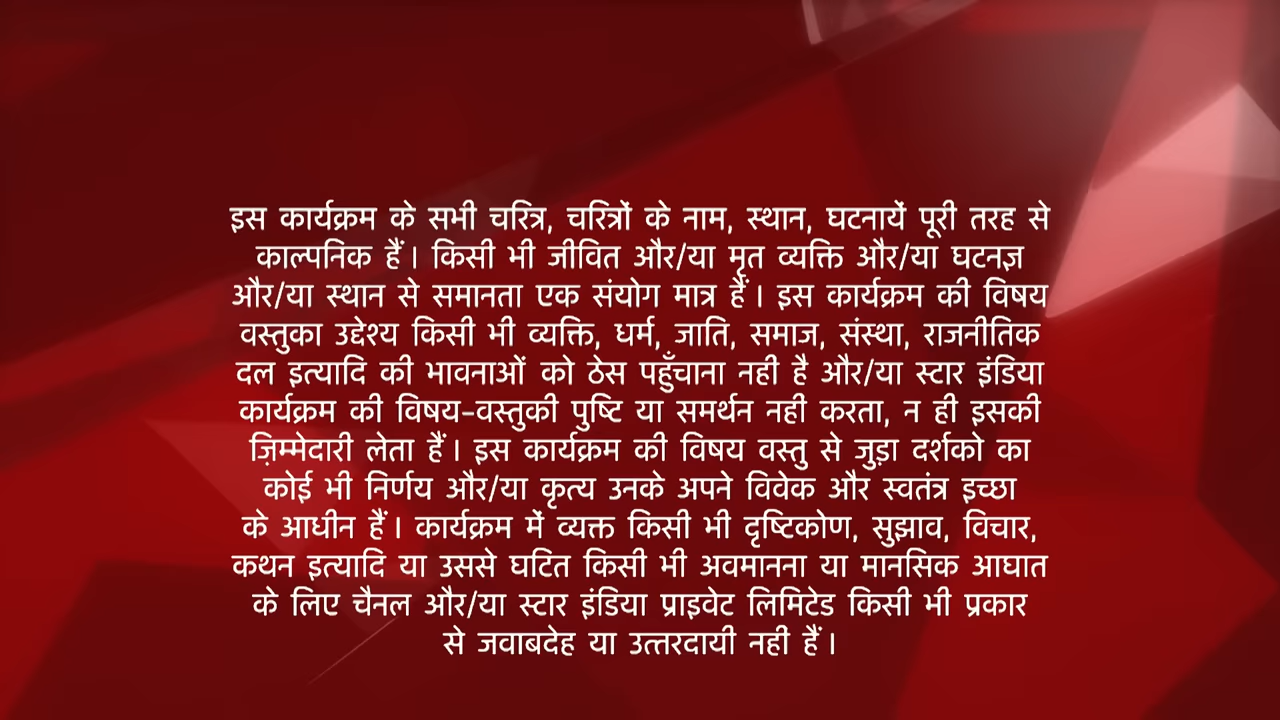 इस कार्यक्रम के सभी चरित्र, चरित्रों के नाम, स्थान, घटनायें पूरी तरह से
काल्पनिक हैं। किसी भी जीवित और/या मृत व्यक्ति और/या घटनज्ञ
और/या स्थान से समानता एक संयोग मात्र हैं। इस कार्यक्रम की विषय
वस्तुका उद्देश्य किसी भी व्यक्ति, धर्म, जाति, समाज, संस्था, राजनीतिक
दल इत्यादि की भावनाओं को ठेस पहुँचाना नही है और/या स्टार इंडिया
कार्यक्रम की विषय-वस्तुकी पुष्टि या समर्थन नही करता, न ही इसकी
ज़िम्मेदारी लेता हैं। इस कार्यक्रम की विषय वस्तु से जुड़ा दर्शको का
कोई भी निर्णय और/या कृत्य उनके अपने विवेक और स्वतंत्र इच्छा
के आधीन हैं। कार्यक्रम में व्यक्त किसी भी दृष्टिकोण, सुझाव, विचार,
कथन इत्यादि या उससे घटित किसी भी अवमानना या मानसिक आघात
के लिए चैनल और/या स्टार इंडिया प्राइवेट लिमिटेड किसी भी प्रकार
से जवाबदेह या उत्तरदायी नही हैं।